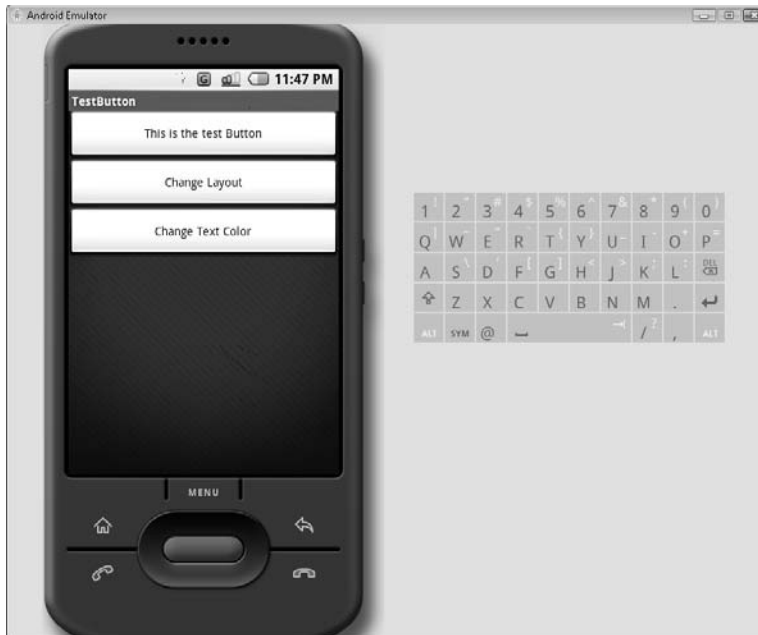 Android Emulator
G 11:47 PM
TestButton
This is the test Button
Change Layout
Change Text Color
MENU
1 ! 2 " 3 # 4 $ 5 % 6 ^ 7 & 8 * 9 ( 0 )
Q W E R T { Y } U - I O + P =
A S \ D F [ G ] H < J > K ; L : DEL
Z X C V B N M .
ALT SYM @ / ? , ALT